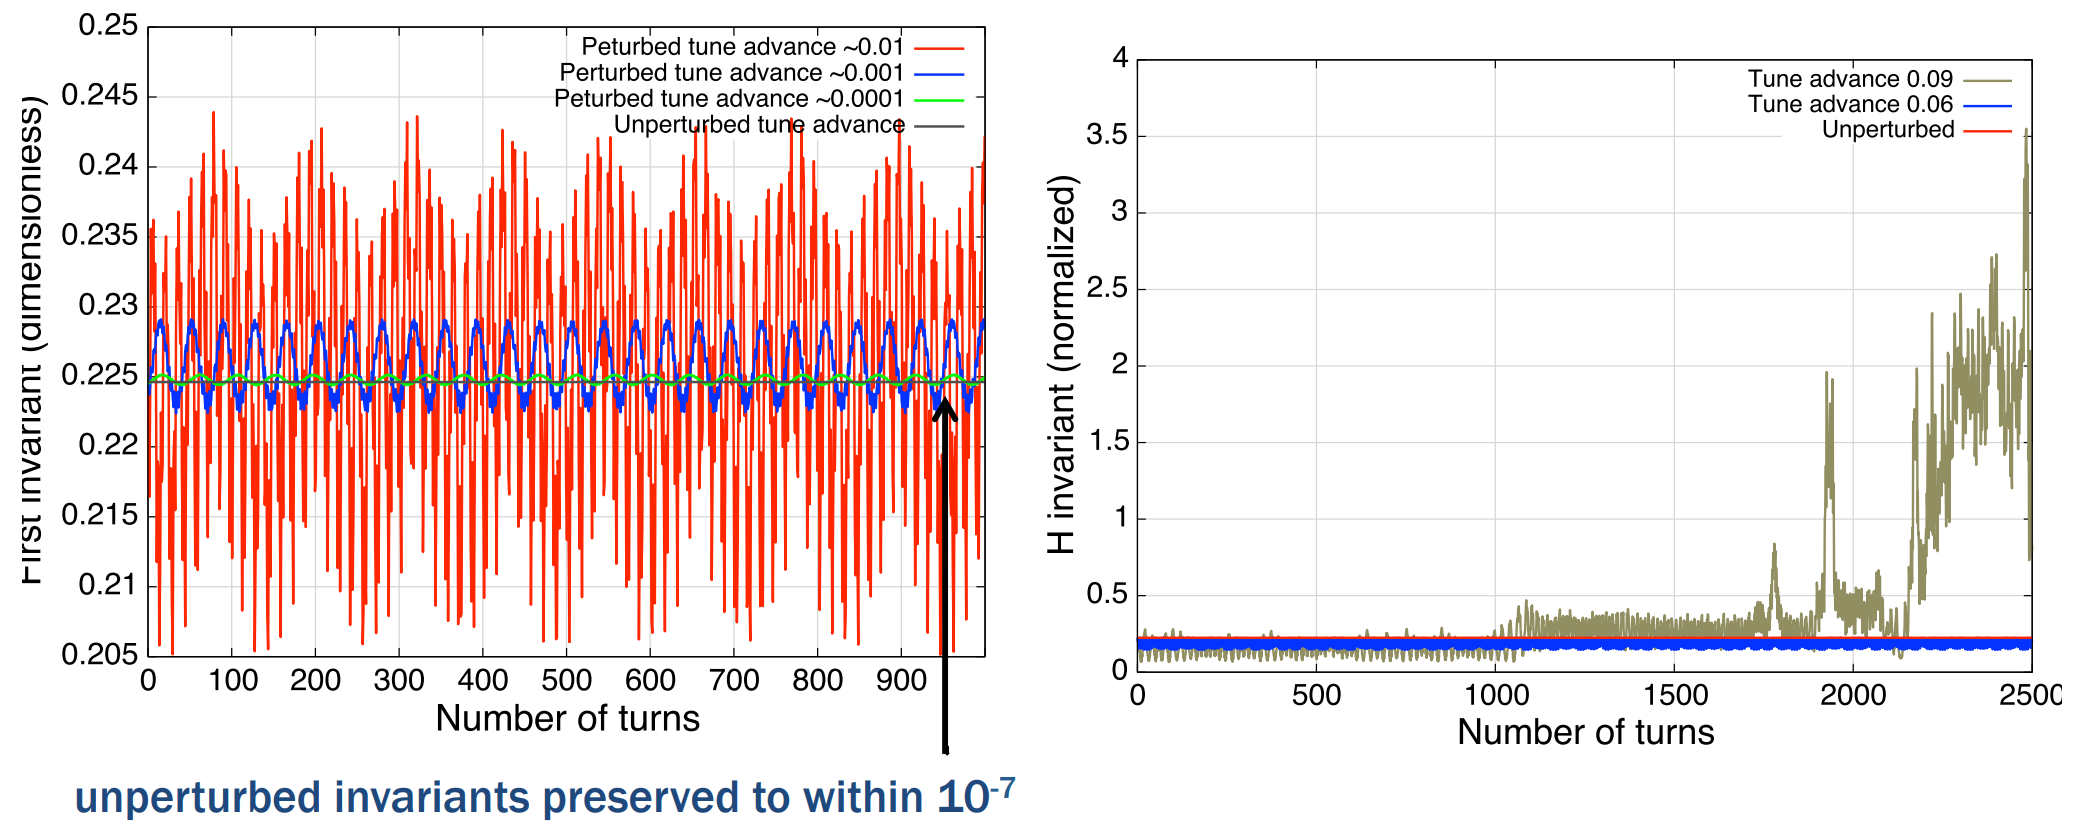 0.25
0.245
0.24
0.235
0.23
0.225
0.22
0.215
0.21
0.205
First invariant (dimensionless)
Peturbed tune advance ~0.01
Perturbed tune advance ~0.001
Peturbed tune advance ~0.0001
Unperturbed tune advance
0 100 200 300 400 500 600 700 800 900
Number of turns
unperturbed invariants preserved to within 10⁻⁷
4
3.5
3
2.5
2
1.5
1
0.5
0
H invariant (normalized)
Tune advance 0.09
Tune advance 0.06
Unperturbed
0 500 1000 1500 2000 2500
Number of turns